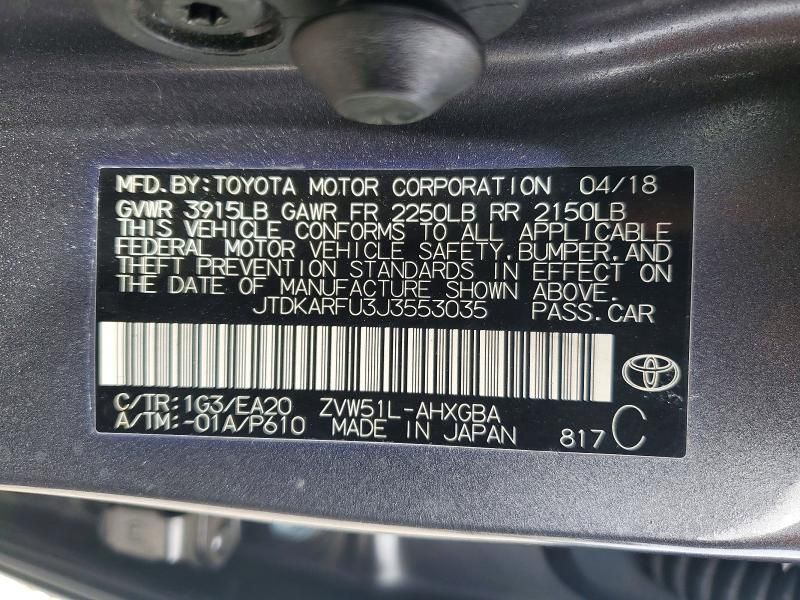 MFD.BY:TOYOTA MOTOR CORPORATION 04/18
GVWR 3915LB GAWR FR 2250LB RR 2150LB
THIS VEHICLE CONFORMS TO ALL APPLICABLE
FEDERAL MOTOR VEHICLE SAFETY,BUMPER,AND
THEFT PREVENTION STANDARDS IN EFFECT ON
THE DATE OF MANUFACTURE SHOWN ABOVE.
JTDKARFU3J3553035 PASS.CAR
C/TR:1G3/EA20 ZVW51L-AHXGBA
A/TM:-01A/P610 MADE IN JAPAN 817 C